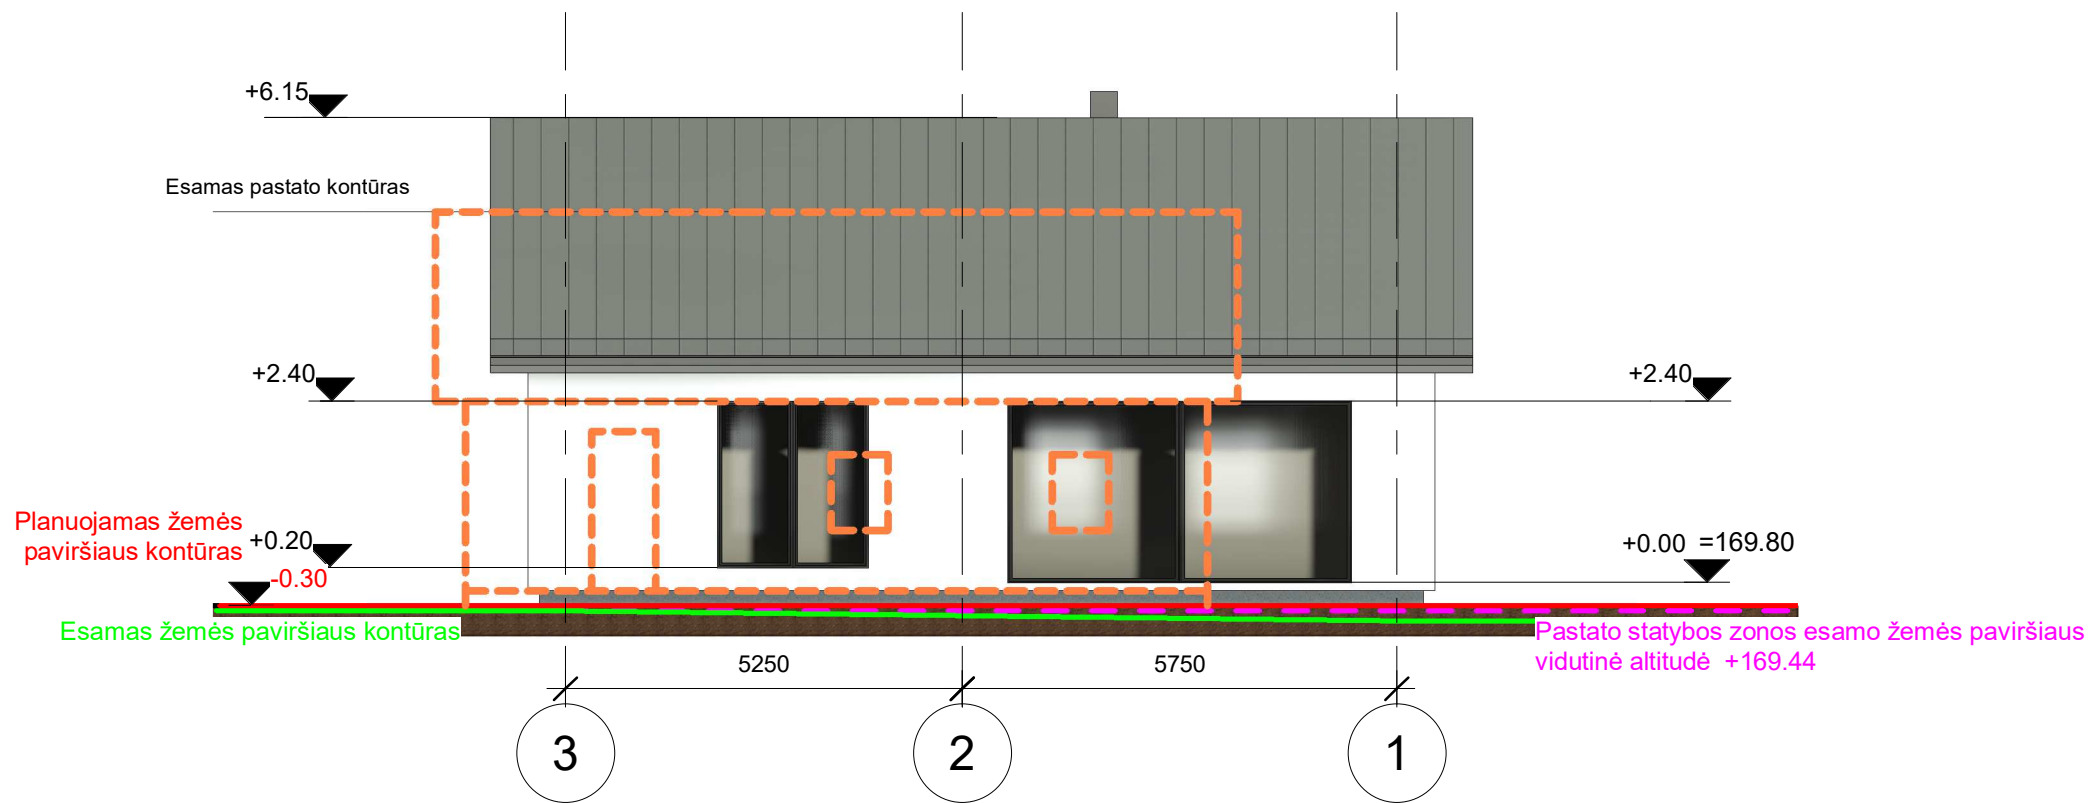 +6.15
Esamas pastato kontūras
+2.40
+2.40
Planuojamas žemės
paviršiaus kontūras
+0.20
+0.00 =169.80
-0.30
Esamas žemės paviršiaus kontūras
Pastato statybos zonos esamo žemės paviršiaus
vidutinė altitudė +169.44
5250
5750
3
2
1